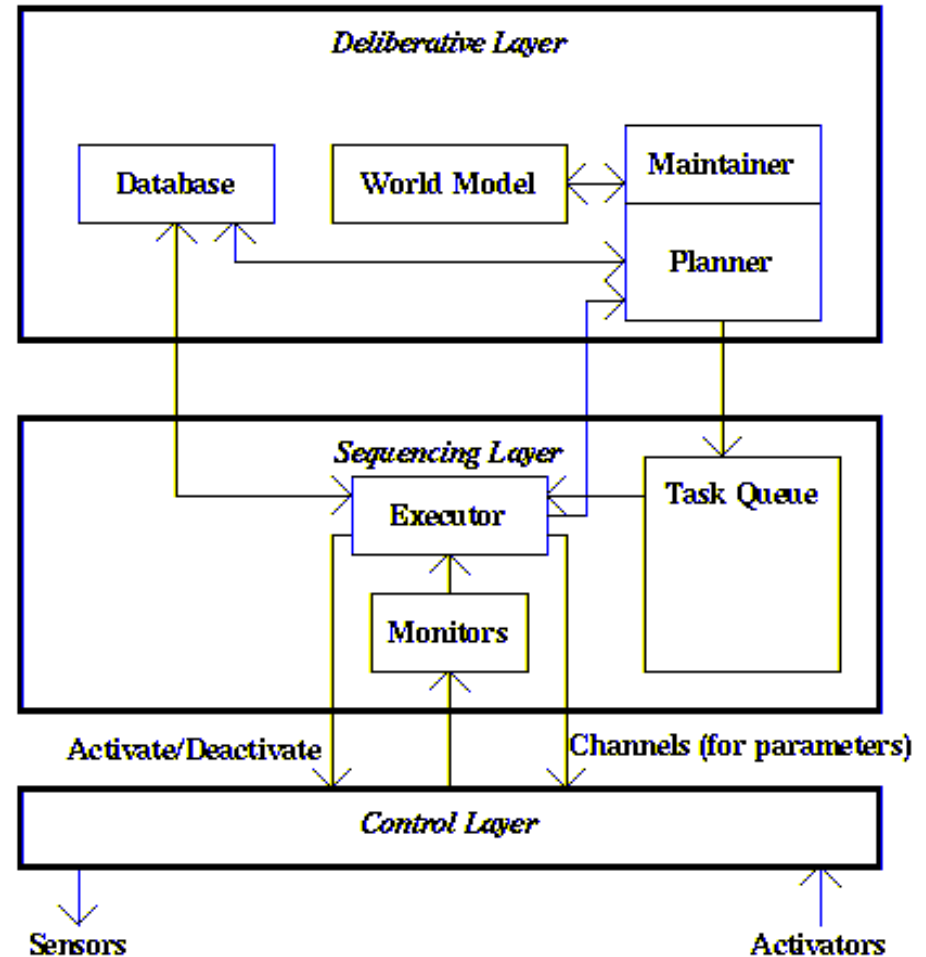 Deliberative Layer
Database
World Model
Maintainer
Planner
Sequencing Layer
Executor
Task Queue
Monitors
Activate/Deactivate
Channels (for parameters)
Control Layer
Sensors
Activators